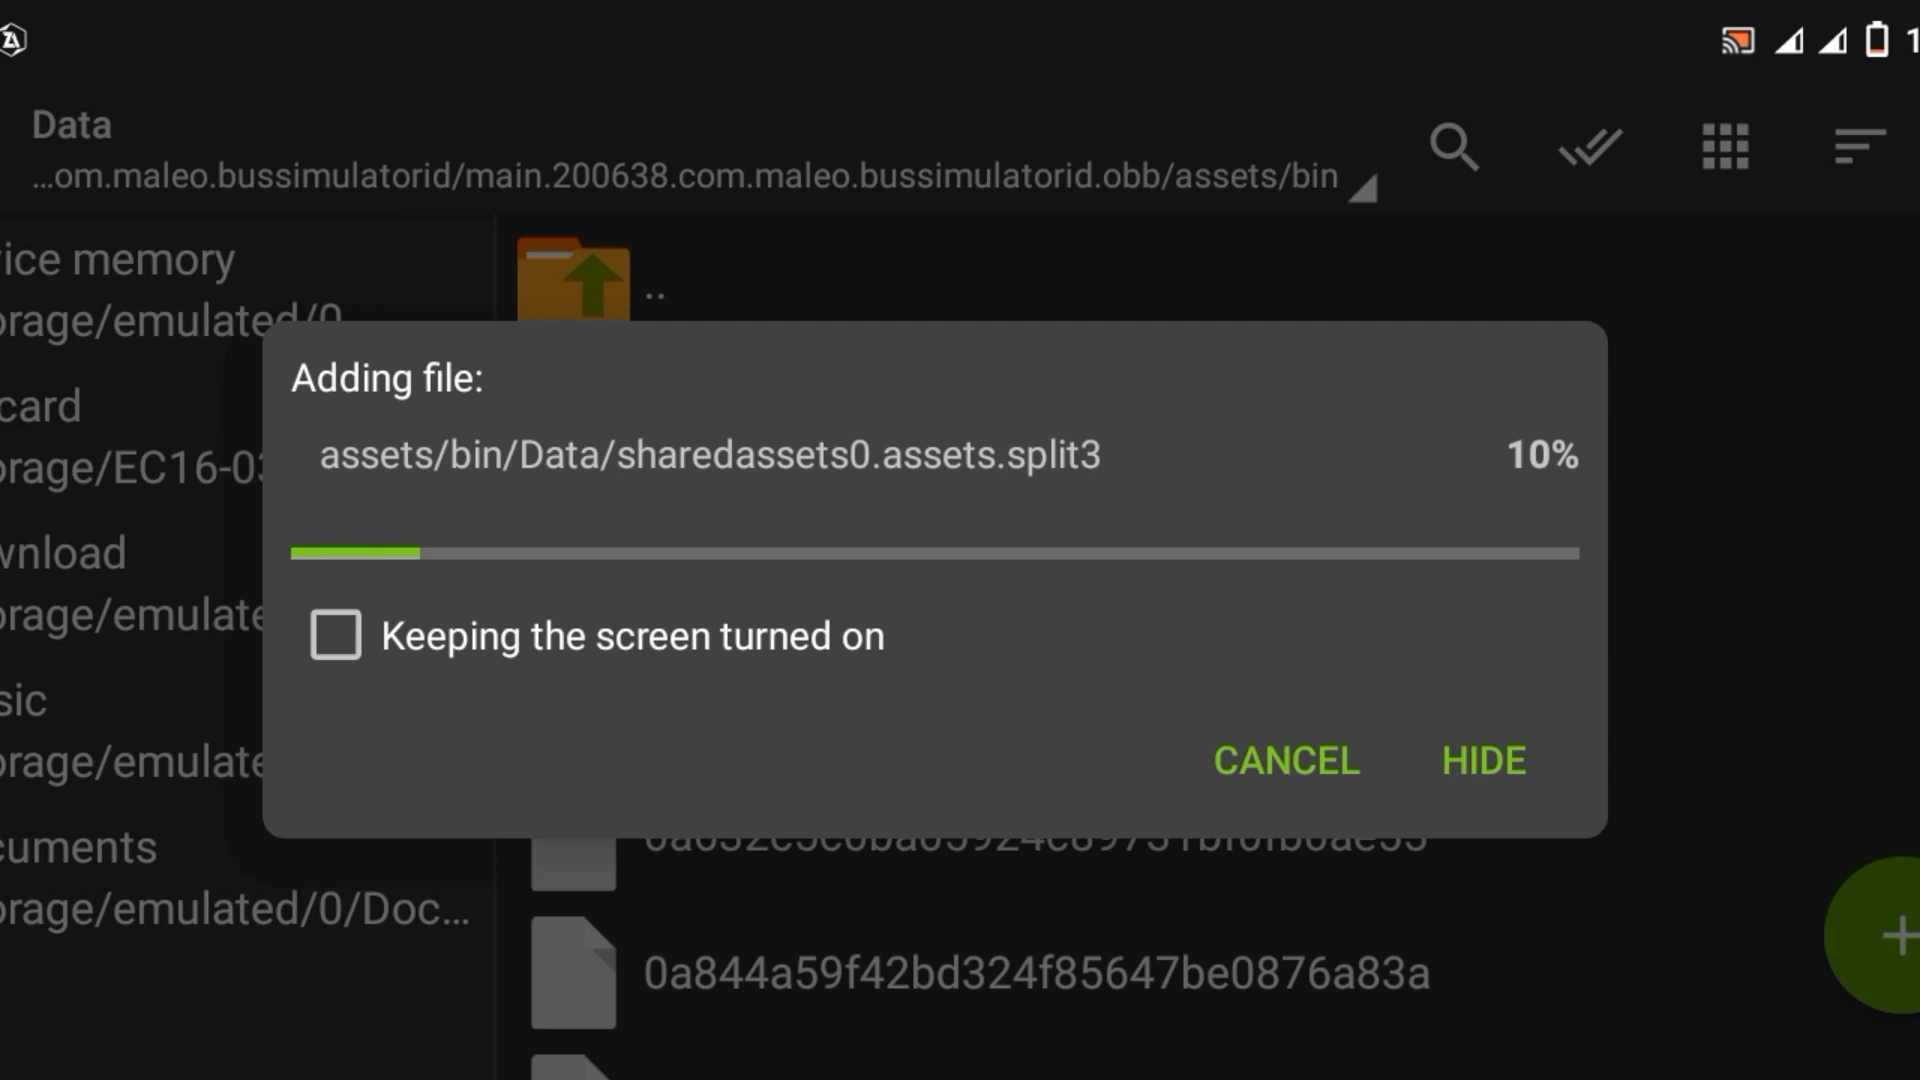 Data
...om.maleo.bussimulatorid/main.200638.com.maleo.bussimulatorid.obb/assets/bin
ice memory
orage/emulated/0
..
card
orage/EC16-03
wnload
orage/emulate
sic
orage/emulate
cuments
orage/emulated/0/Doc...
Adding file:
assets/bin/Data/sharedassets0.assets.split3
10%
Keeping the screen turned on
CANCEL
HIDE
0a844a59f42bd324f85647be0876a83a